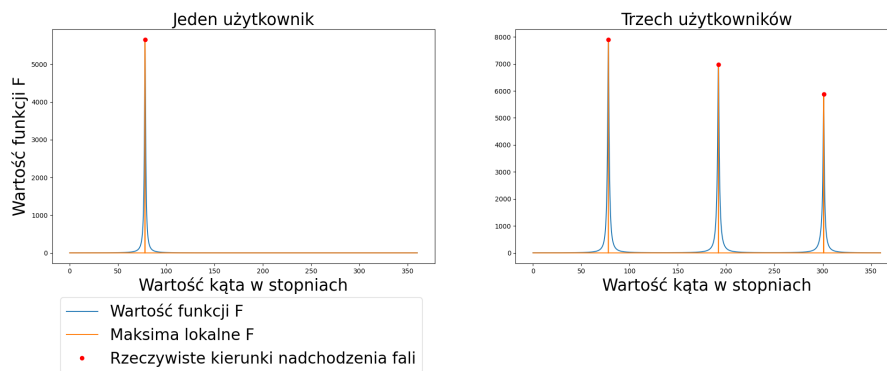 Jeden użytkownik
Wartość funkcji F
5000
4000
3000
2000
1000
0
0 50 100 150 200 250 300 350
Wartość kąta w stopniach
Trzech użytkowników
8000
7000
6000
5000
4000
3000
2000
1000
0
0 50 100 150 200 250 300 350
Wartość kąta w stopniach
Wartość funkcji F
Maksima lokalne F
Rzeczywiste kierunki nadchodzenia fali